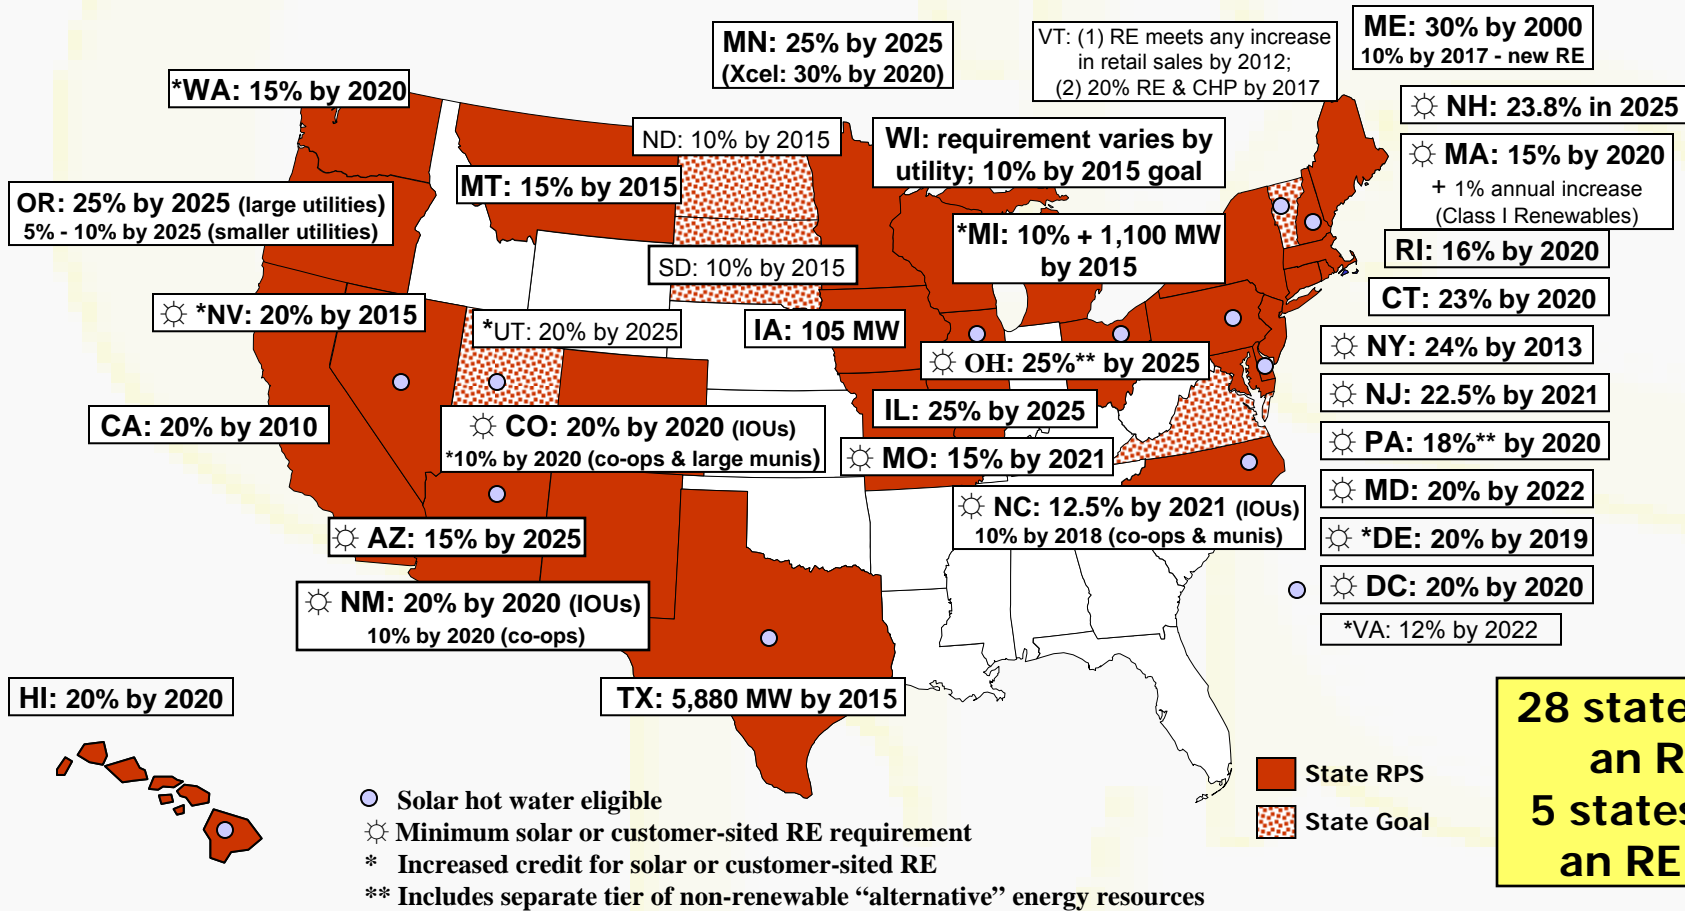 MN: 25% by 2025
(Xcel: 30% by 2020)
VT: (1) RE meets any increase
in retail sales by 2012;
(2) 20% RE & CHP by 2017
ME: 30% by 2000
10% by 2017 - new RE
*WA: 15% by 2020
☼ NH: 23.8% in 2025
ND: 10% by 2015
WI: requirement varies by
utility; 10% by 2015 goal
☼ MA: 15% by 2020
+ 1% annual increase
(Class I Renewables)
MT: 15% by 2015
OR: 25% by 2025 (large utilities)
5% - 10% by 2025 (smaller utilities)
*MI: 10% + 1,100 MW
by 2015
RI: 16% by 2020
SD: 10% by 2015
CT: 23% by 2020
☼ *NV: 20% by 2015
*UT: 20% by 2025
IA: 105 MW
☼ OH: 25%** by 2025
☼ NY: 24% by 2013
☼ NJ: 22.5% by 2021
CA: 20% by 2010
☼ CO: 20% by 2020 (IOUs)
*10% by 2020 (co-ops & large munis)
IL: 25% by 2025
☼ MO: 15% by 2021
☼ PA: 18%** by 2020
☼ MD: 20% by 2022
☼ NC: 12.5% by 2021 (IOUs)
10% by 2018 (co-ops & munis)
☼ AZ: 15% by 2025
☼ *DE: 20% by 2019
☼ DC: 20% by 2020
☼ NM: 20% by 2020 (IOUs)
10% by 2020 (co-ops)
*VA: 12% by 2022
HI: 20% by 2020
TX: 5,880 MW by 2015
28 state
an R
5 states
an RE
State RPS
State Goal
Solar hot water eligible
☼ Minimum solar or customer-sited RE requirement
* Increased credit for solar or customer-sited RE
** Includes separate tier of non-renewable “alternative” energy resources